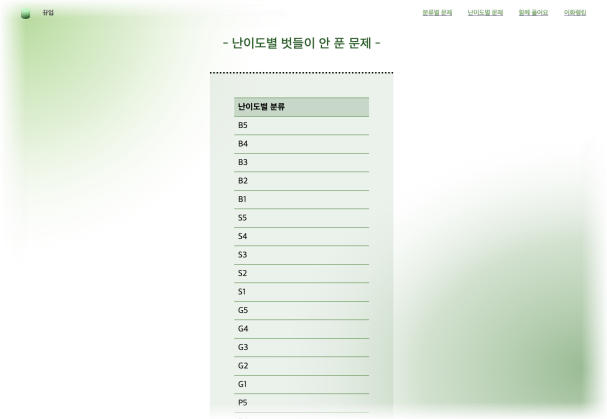 뀨업
분류별 문제 난이도별 문제 함께 풀어요 이화랭킹
- 난이도별 벗들이 안 푼 문제 -
난이도별 분류
B5
B4
B3
B2
B1
S5
S4
S3
S2
S1
G5
G4
G3
G2
G1
P5